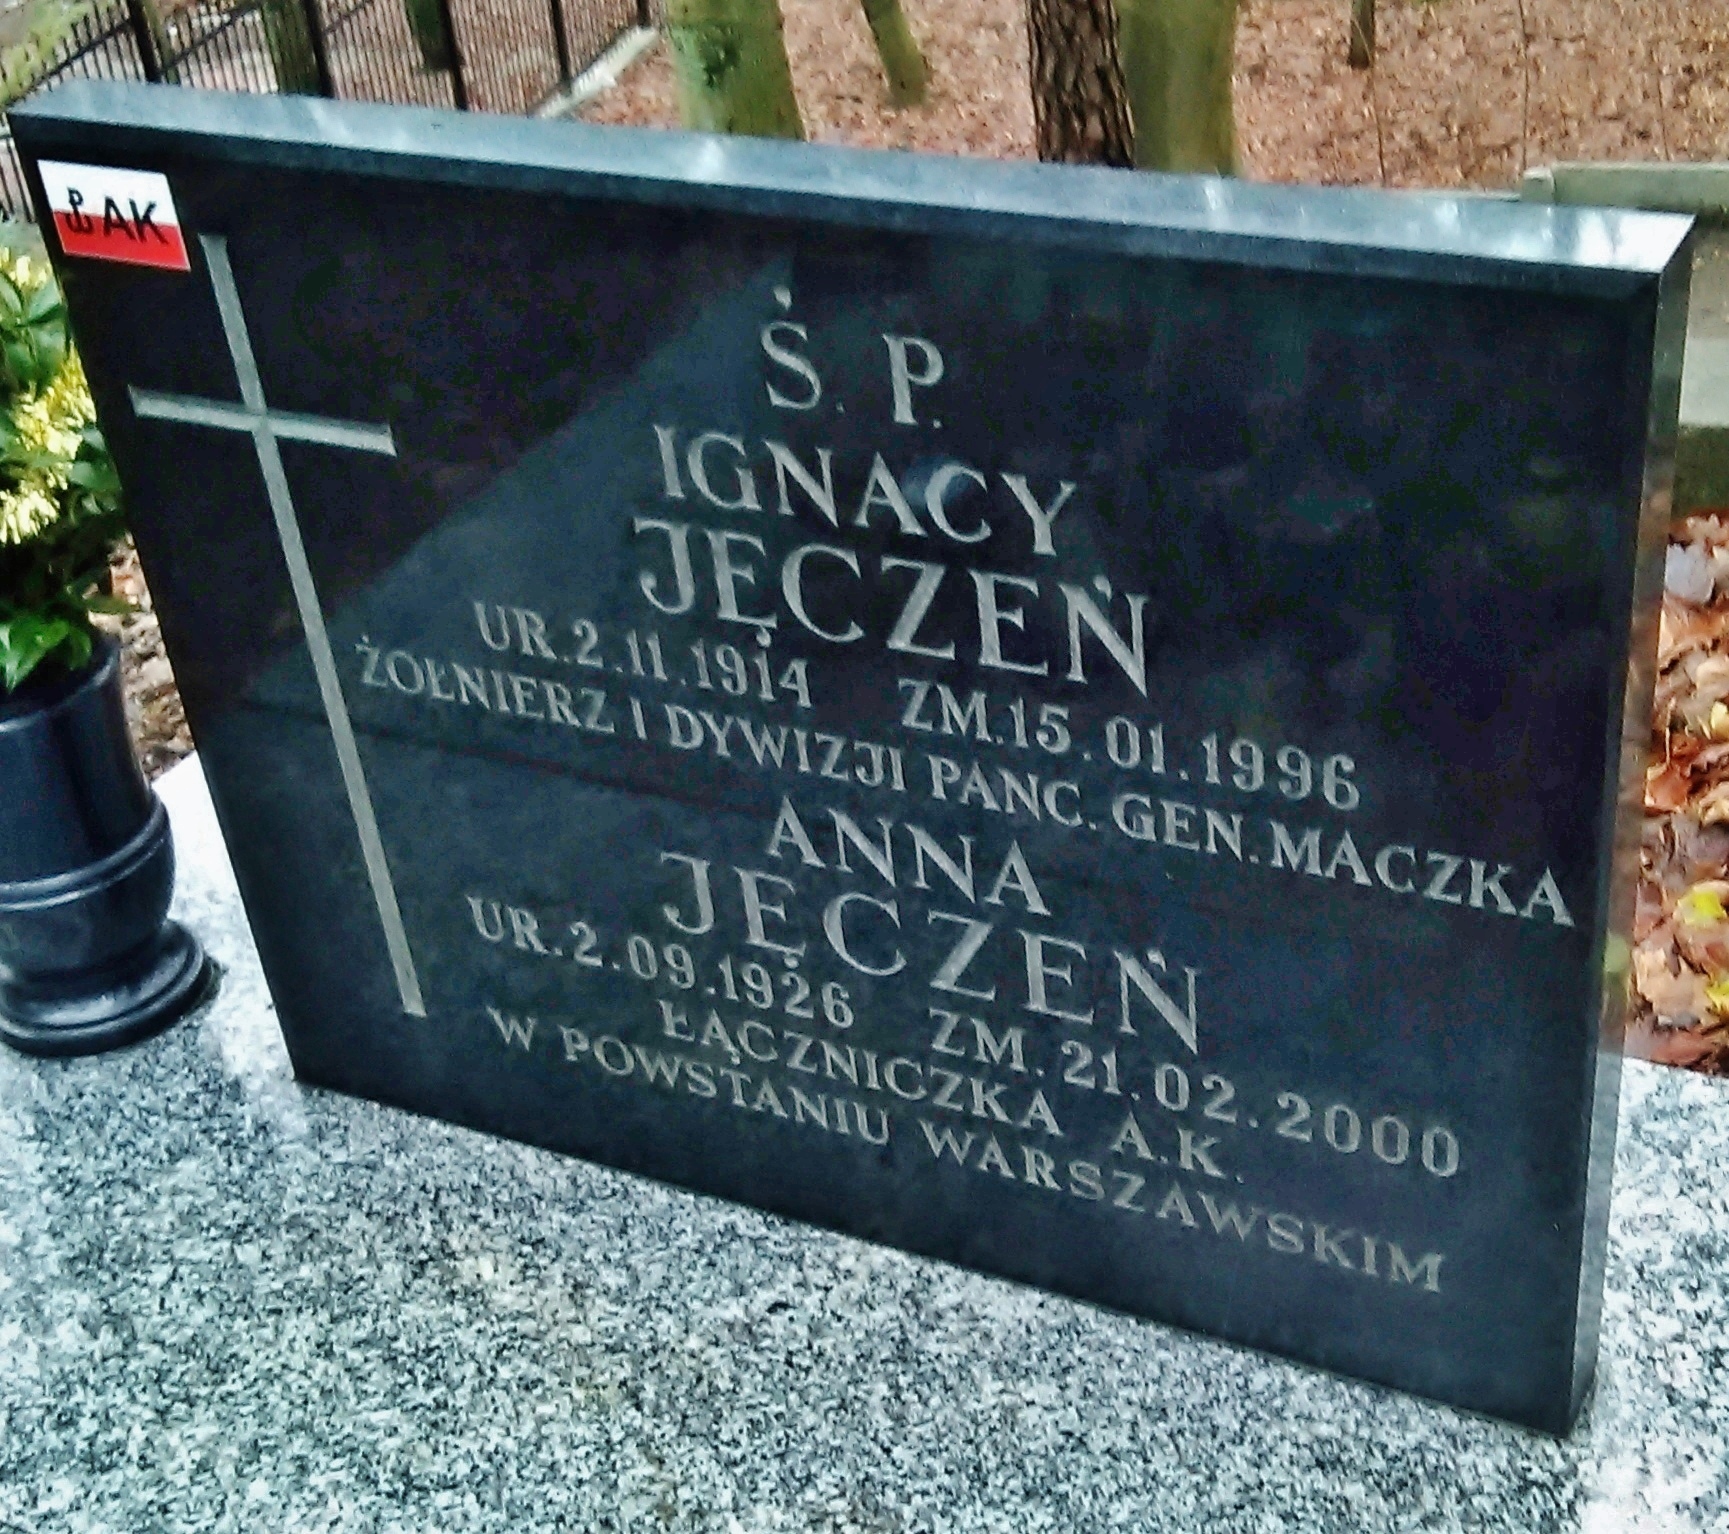 AK
Ś. P.
IGNACY
JĘCZEŃ
UR. 2.11.1914 ZM. 15.01.1996
ŻOŁNIERZ I DYWIZJI PANC. GEN. MACZKA
ANNA
JĘCZEŃ
UR. 2.09.1926 ZM. 21.02.2000
ŁĄCZNICZKA A.K.
W POWSTANIU WARSZAWSKIM